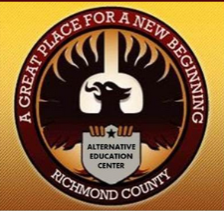 A GREAT PLACE FOR A NEW BEGINNING
ALTERNATIVE
EDUCATION
CENTER
RICHMOND COUNTY